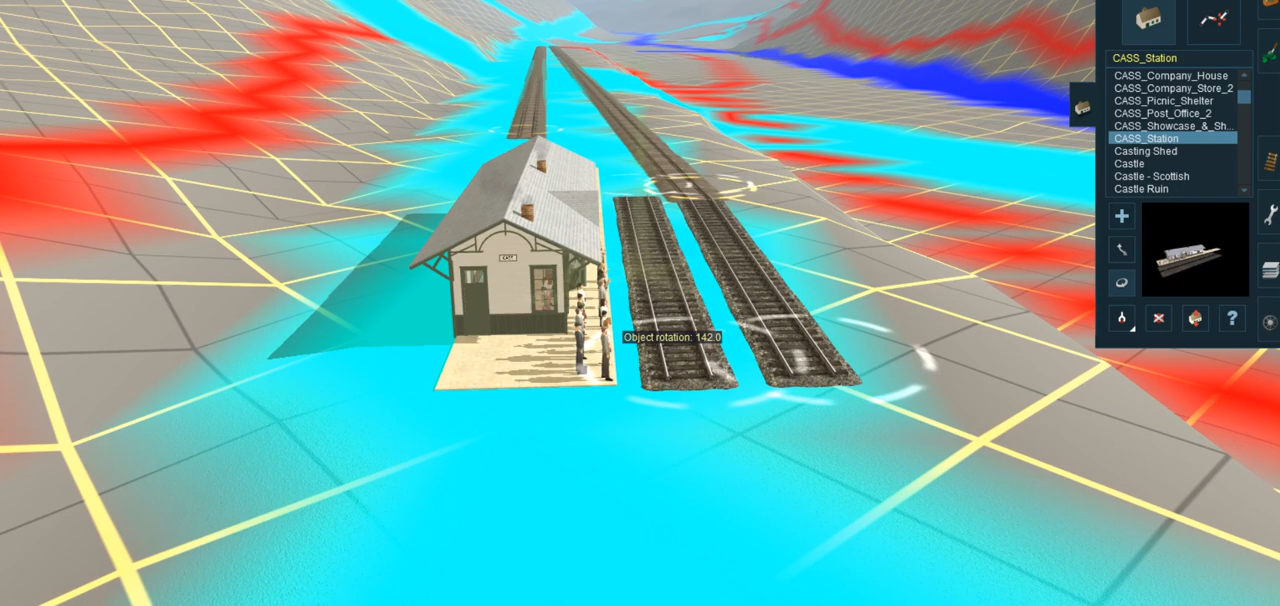 CASS_Station
CASS_Company_House
CASS_Company_Store_2
CASS_Picnic_Shelter
CASS_Post_Office_2
CASS_Showcase_&_Sh...
CASS_Station
Casting Shed
Castle
Castle - Scottish
Castle Ruin
CASS
Object rotation: 142.0